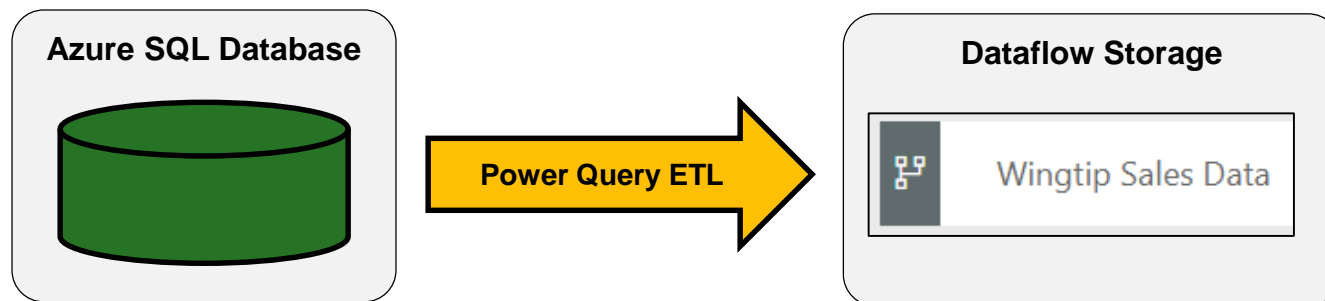 Azure SQL Database
Power Query ETL
Dataflow Storage
Wingtip Sales Data